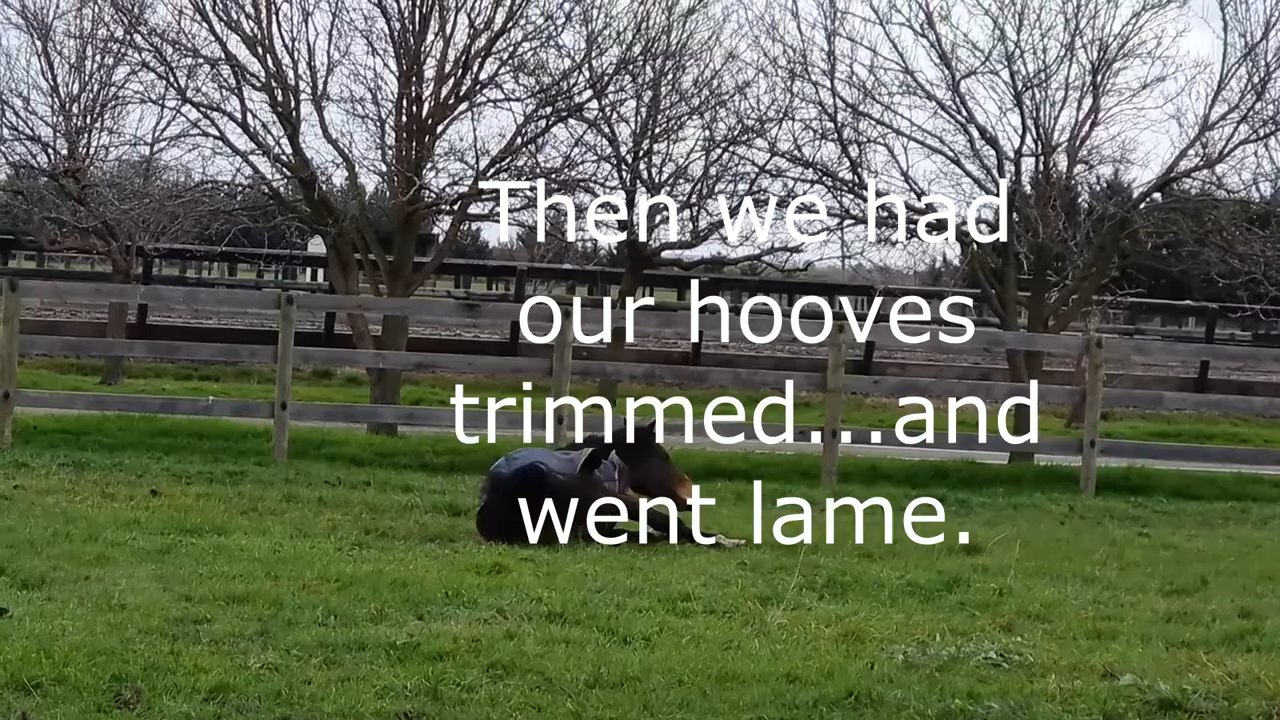 Then we had
our hooves
trimmed...and
went lame.